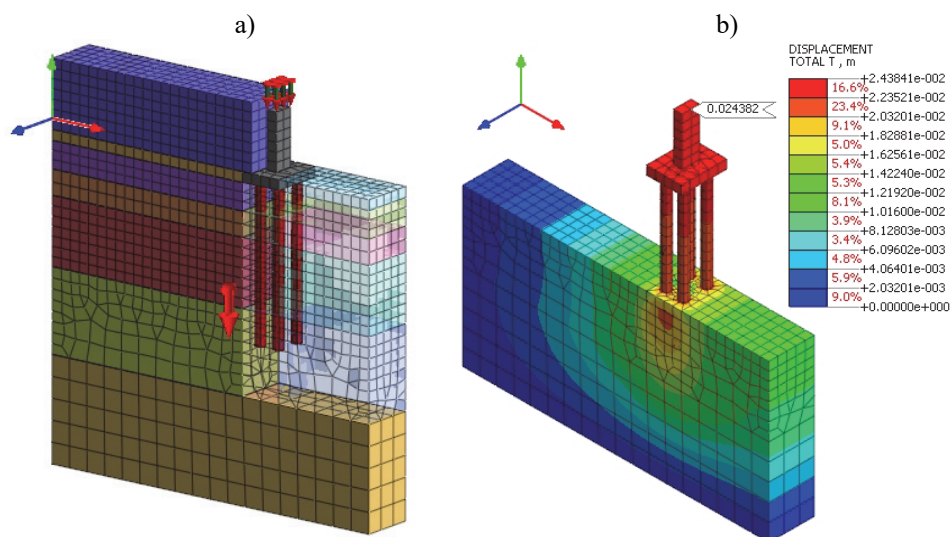 a)
b)
DISPLACEMENT
TOTAL T , m
+2.43841e-002
16.6%
+2.23521e-002
23.4%
+2.03201e-002
9.1%
+1.82881e-002
5.0%
+1.62561e-002
5.4%
+1.42240e-002
5.3%
+1.21920e-002
8.1%
+1.01600e-002
3.9%
+8.12803e-003
3.4%
+6.09602e-003
4.8%
+4.06401e-003
5.9%
+2.03201e-003
9.0%
+0.00000e+000
0.024382